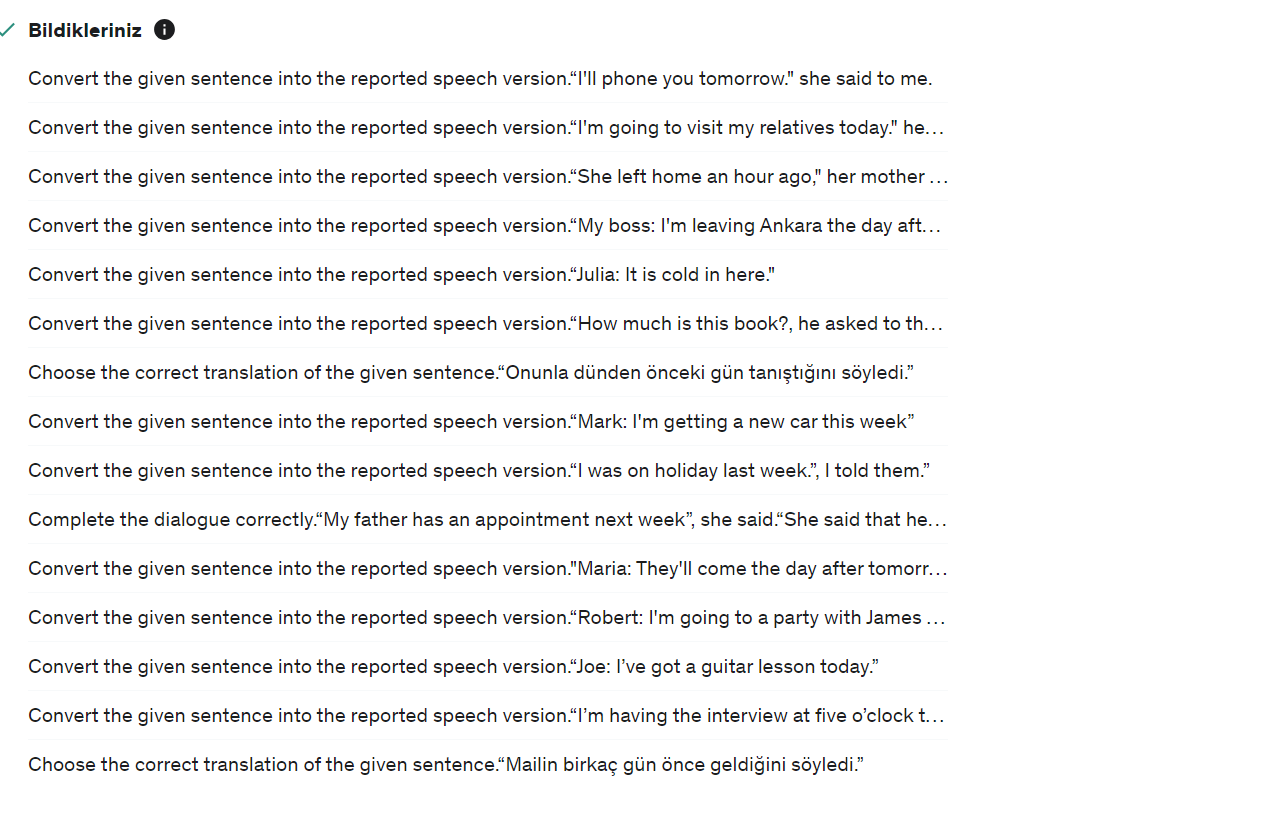 Bildikleriniz
Convert the given sentence into the reported speech version.“I'll phone you tomorrow." she said to me.
Convert the given sentence into the reported speech version.“I'm going to visit my relatives today." he...
Convert the given sentence into the reported speech version.“She left home an hour ago," her mother ...
Convert the given sentence into the reported speech version.“My boss: I'm leaving Ankara the day aft...
Convert the given sentence into the reported speech version.“Julia: It is cold in here."
Convert the given sentence into the reported speech version.“How much is this book?, he asked to th...
Choose the correct translation of the given sentence.“Onunla dünden önceki gün tanıştığını söyledi.”
Convert the given sentence into the reported speech version.“Mark: I'm getting a new car this week”
Convert the given sentence into the reported speech version.“I was on holiday last week.”, I told them.”
Complete the dialogue correctly.“My father has an appointment next week”, she said.“She said that he...
Convert the given sentence into the reported speech version."Maria: They'll come the day after tomorr...
Convert the given sentence into the reported speech version.“Robert: I'm going to a party with James ...
Convert the given sentence into the reported speech version.“Joe: I’ve got a guitar lesson today.”
Convert the given sentence into the reported speech version.“I’m having the interview at five o’clock t...
Choose the correct translation of the given sentence.“Mailin birkaç gün önce geldiğini söyledi.”